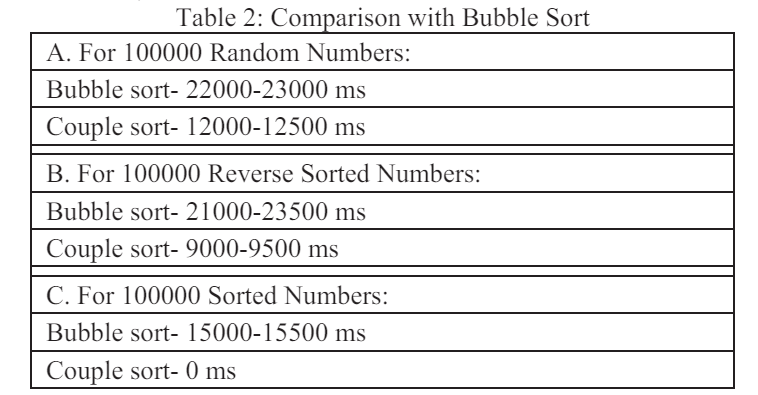 Table 2: Comparison with Bubble Sort
A. For 100000 Random Numbers:
Bubble sort- 22000-23000 ms
Couple sort- 12000-12500 ms
B. For 100000 Reverse Sorted Numbers:
Bubble sort- 21000-23500 ms
Couple sort- 9000-9500 ms
C. For 100000 Sorted Numbers:
Bubble sort- 15000-15500 ms
Couple sort- 0 ms